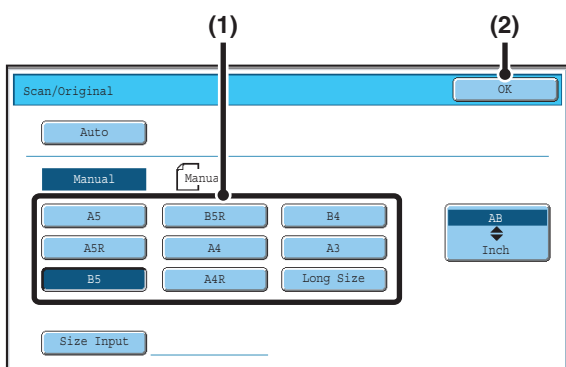 (1) (2)
Scan/Original OK
Auto
Manual Manua
A5 B5R B4 AB
A5R A4 A3 Inch
B5 A4R Long Size
Size Input